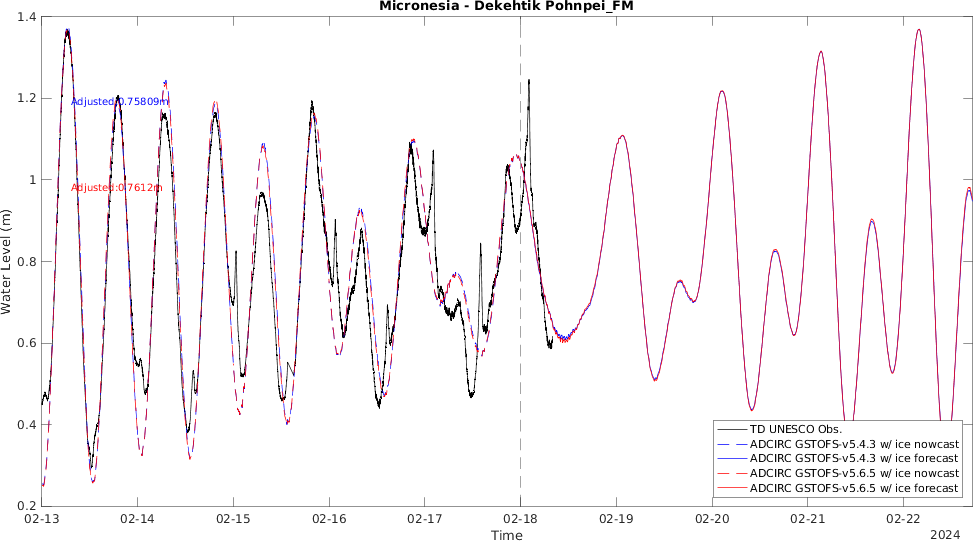 Micronesia - Dekehtik Pohnpei_FM
1.4
1.2
1
0.8
0.6
0.4
0.2
Water Level (m)
Adjusted:0.75809m
Adjusted:0.7612m
TD UNESCO Obs.
ADCIRC GSTOFS-v5.4.3 w/ ice nowcast
ADCIRC GSTOFS-v5.4.3 w/ ice forecast
ADCIRC GSTOFS-v5.6.5 w/ ice nowcast
ADCIRC GSTOFS-v5.6.5 w/ ice forecast
02-13 02-14 02-15 02-16 02-17 02-18 02-19 02-20 02-21 02-22
Time
2024